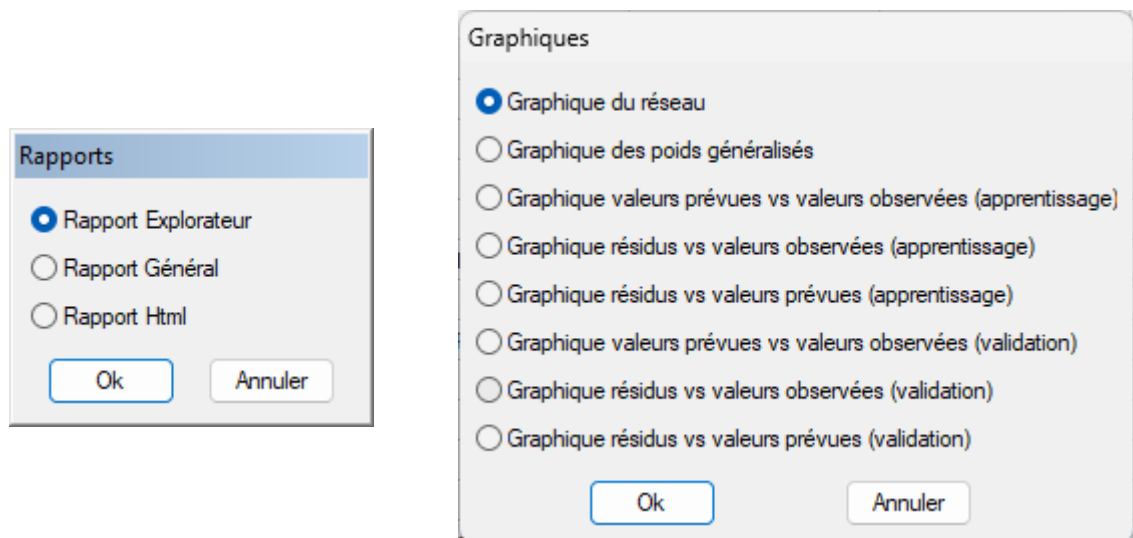 Rapports
Rapport Explorateur
Rapport Général
Rapport Html
Ok Annuler
Graphiques
Graphique du réseau
Graphique des poids généralisés
Graphique valeurs prévues vs valeurs observées (apprentissage)
Graphique résidus vs valeurs observées (apprentissage)
Graphique résidus vs valeurs prévues (apprentissage)
Graphique valeurs prévues vs valeurs observées (validation)
Graphique résidus vs valeurs observées (validation)
Graphique résidus vs valeurs prévues (validation)
Ok Annuler